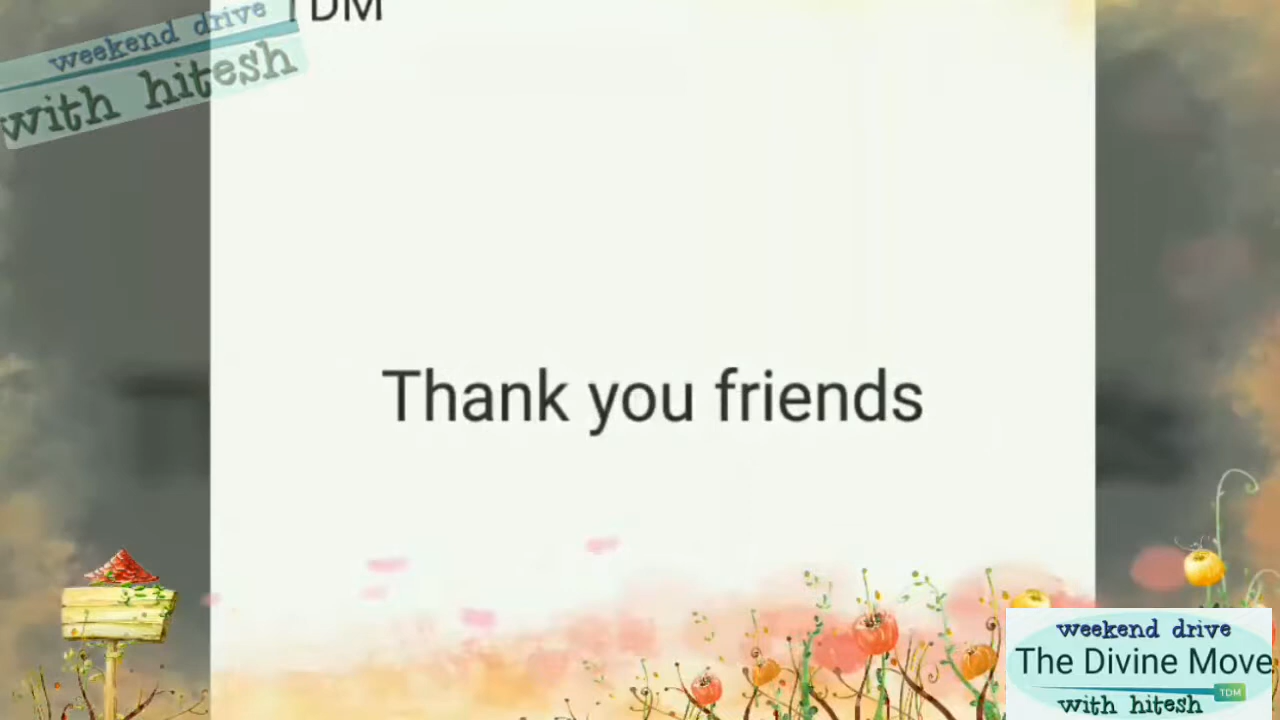 weekend drive
with hitesh
TDM
Thank you friends
weekend drive
The Divine Move
TDM
with hitesh